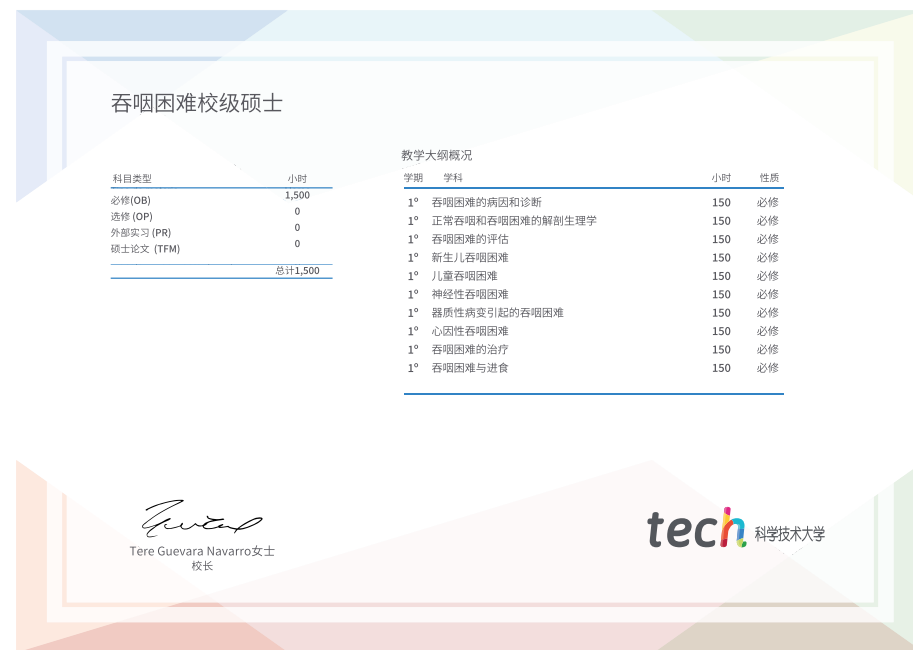 吞咽困难校级硕士
科目类型 小时
必修(OB) 1,500
选修 (OP) 0
外部实习 (PR) 0
硕士论文 (TFM) 0
总计1,500
教学大纲概况
学期 学科 小时 性质
1º 吞咽困难的病因和诊断 150 必修
1º 正常吞咽和吞咽困难的解剖生理学 150 必修
1º 吞咽困难的评估 150 必修
1º 新生儿吞咽困难 150 必修
1º 儿童吞咽困难 150 必修
1º 神经性吞咽困难 150 必修
1º 器质性病变引起的吞咽困难 150 必修
1º 心因性吞咽困难 150 必修
1º 吞咽困难的治疗 150 必修
1º 吞咽困难与进食 150 必修
Tere Guevara Navarro女士
校长
tech 科学技术大学